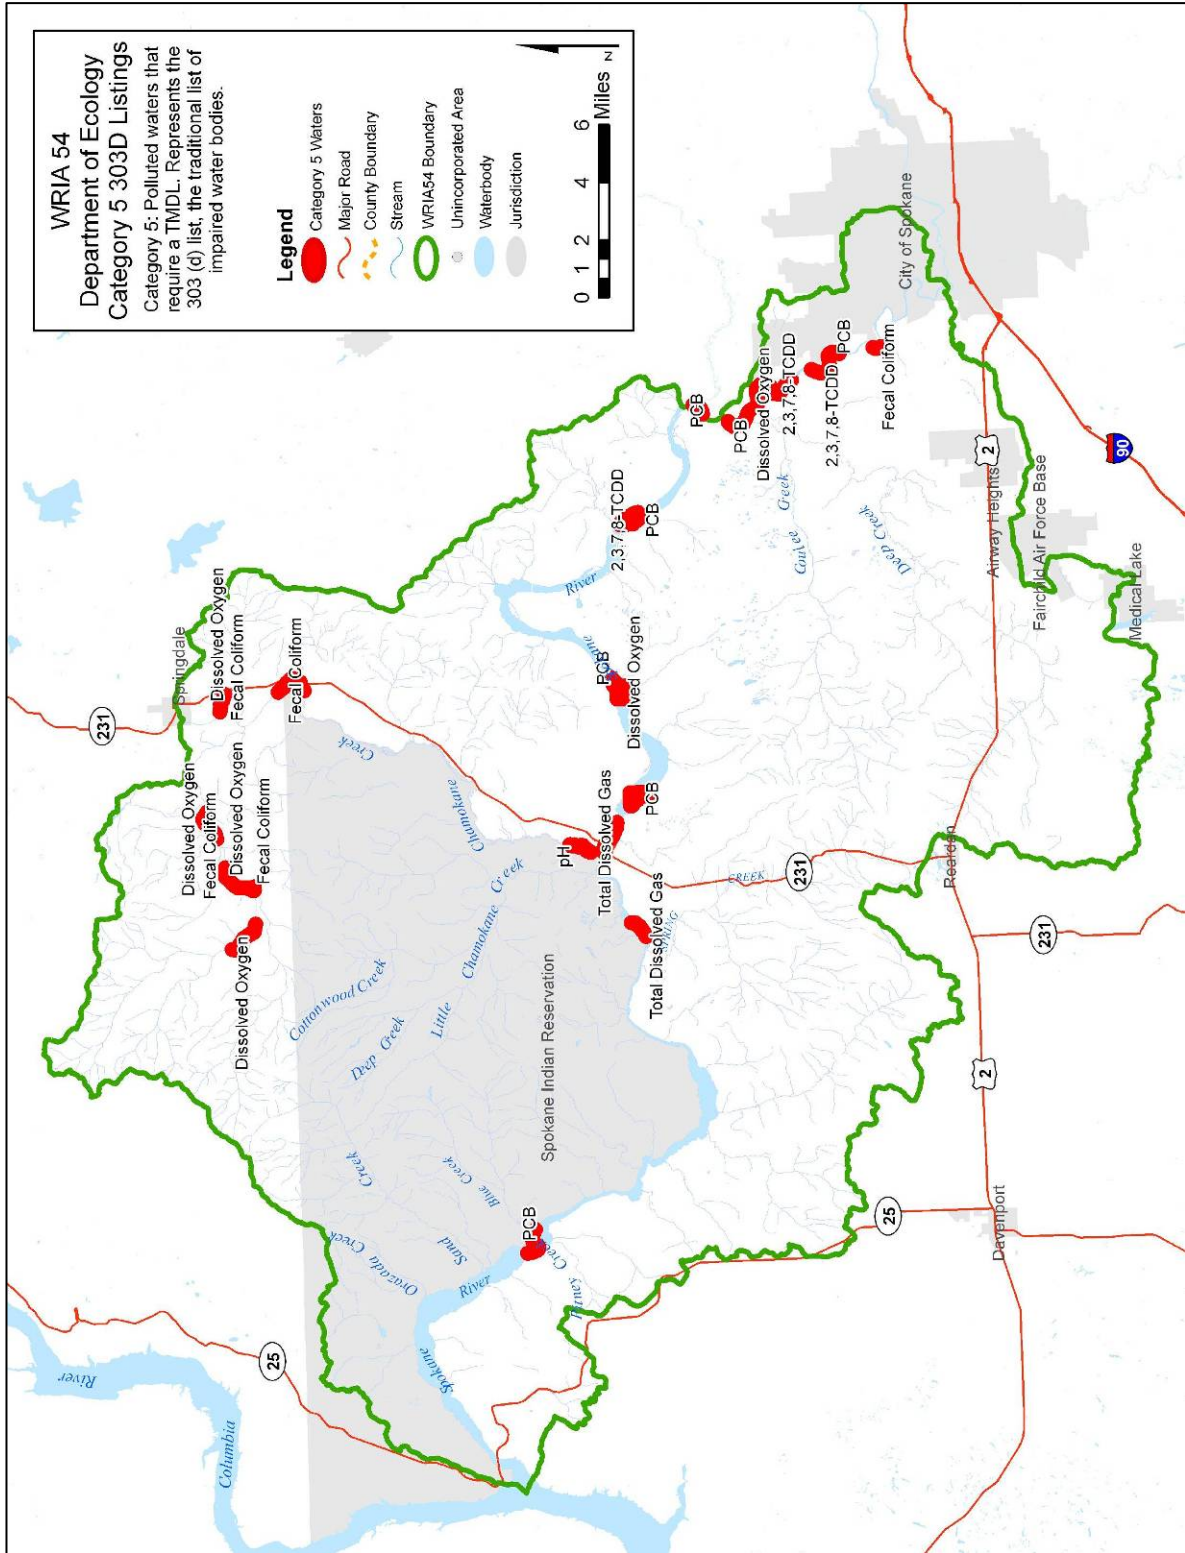 WRIA 54
Department of Ecology
Category 5 303D Listings
Category 5: Polluted waters that
require a TMDL. Represents the
303 (d) list, the traditional list of
impaired water bodies.
Legend
Category 5 Waters
Major Road
County Boundary
Stream
WRIA54 Boundary
Unincorporated Area
Waterbody
Jurisdiction
0 1 2 4 6
Miles
N
231
Springdale
Dissolved Oxygen
Fecal Coliform
Fecal Coliform
Dissolved Oxygen
Fecal Coliform
Dissolved Oxygen
Fecal Coliform
Dissolved Oxygen
River
Columbia
25
Creek
Chamokane
Cottonwood Creek
Deep Creek
Little Chamokane Creek
Creek
Sand
Blue Creek
Orazada Creek
Spokane Indian Reservation
River
Spokane
PCB
Pitney Creek
pH
Total Dissolved Gas
Total Dissolved Gas
PCB
PCB
Dissolved Oxygen
River
2,3,7,8-TCDD
PCB
PCB
PCB
Dissolved Oxygen
2,3,7,8-TCDD
2,3,7,8-TCDD
PCB
Fecal Coliform
City of Spokane
Coulee Creek
Deep Creek
SPRING
CREEK
231
Reardan
231
2
2
Airway Heights
Fairchild Air Force Base
Medical Lake
90
25
Davenport